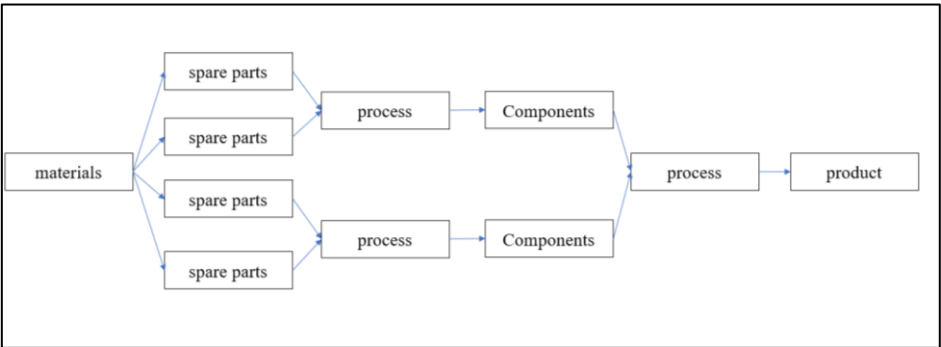 spare parts
process
Components
spare parts
materials
process
product
spare parts
process
Components
spare parts